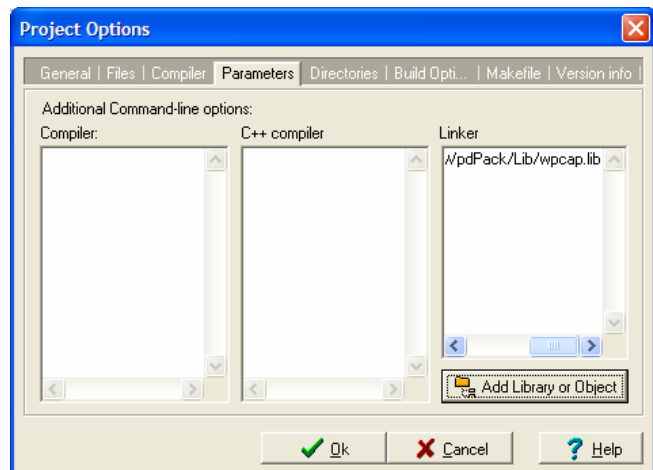 Project Options
General | Files | Compiler | Parameters | Directories | Build Opti... | Makefile | Version info |
Additional Command-line options:
Compiler:
C++ compiler
Linker
/pdPack/Lib/wpcap.lib
Add Library or Object
Ok
Cancel
Help